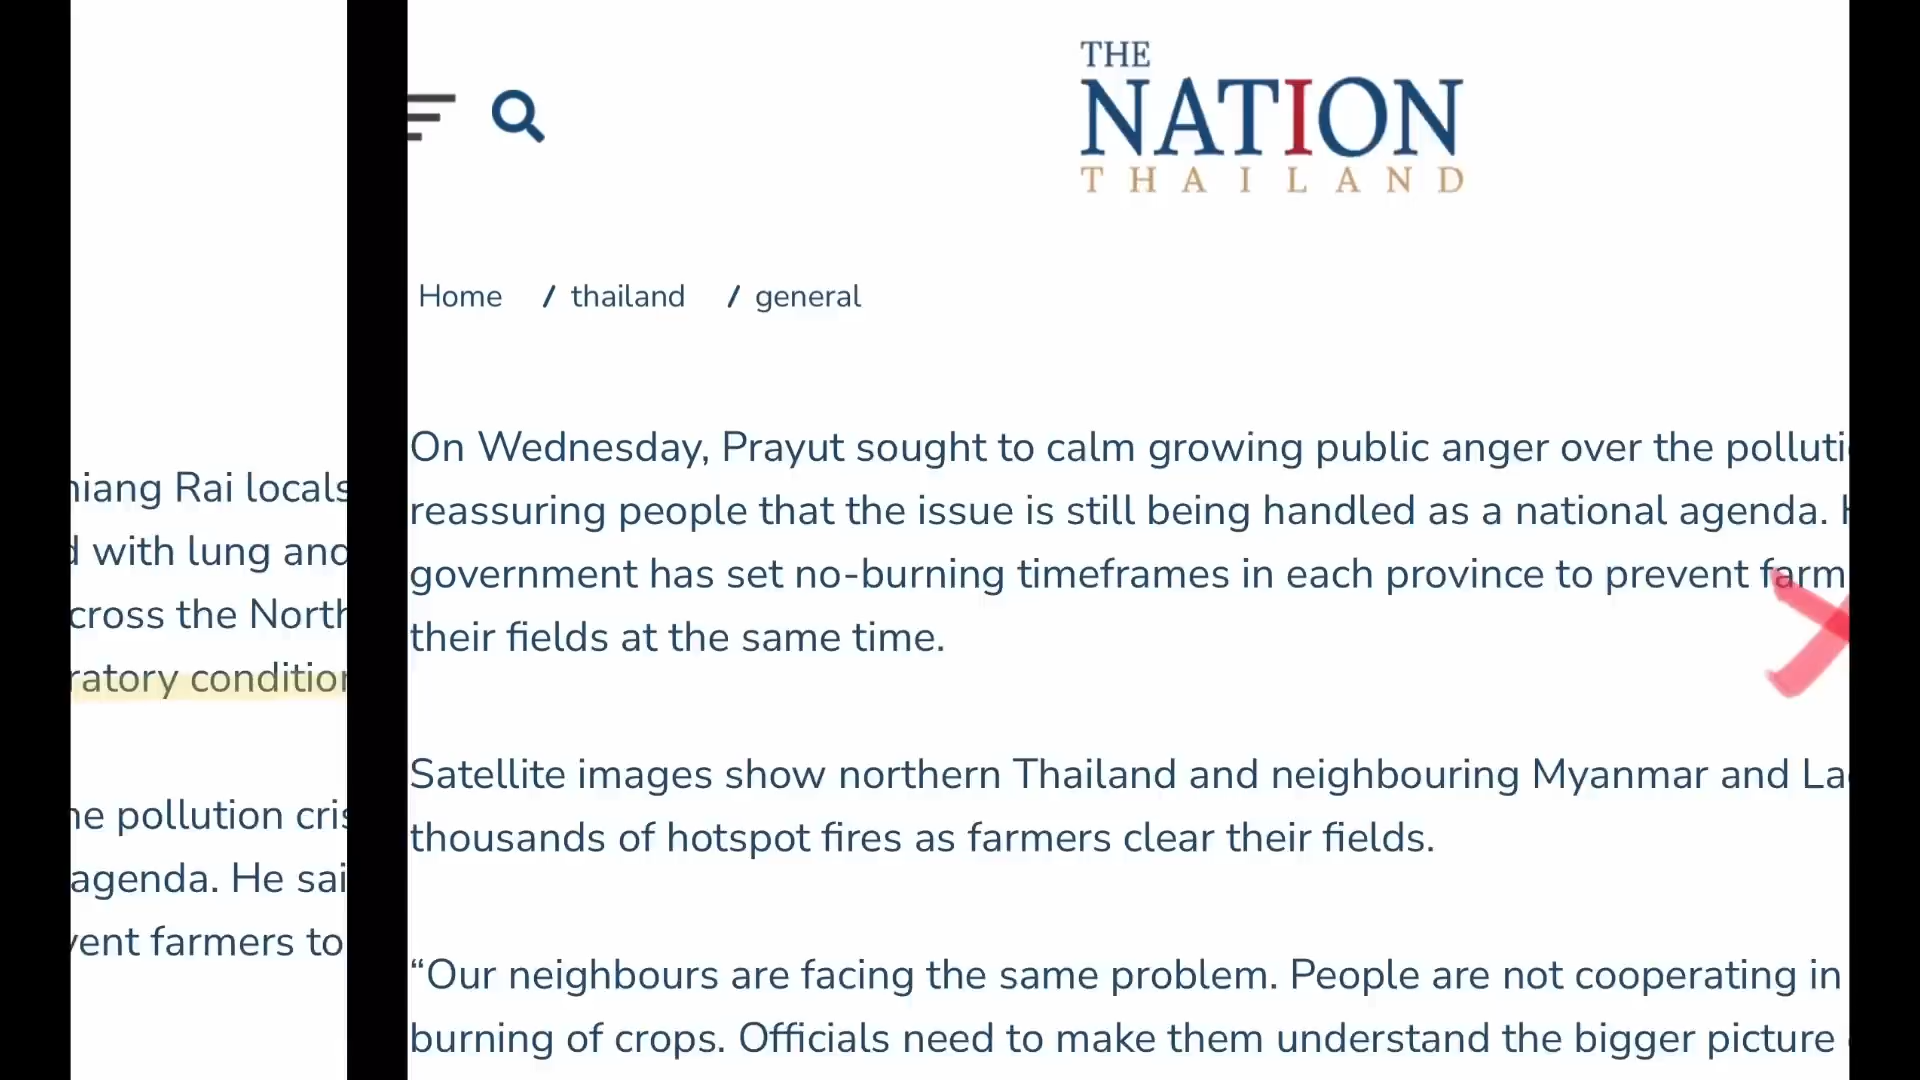 THE
NATION
THAILAND
Home / thailand / general
hiang Rai locals
d with lung and
cross the North
ratory condition
he pollution cris
agenda. He sai
vent farmers to
On Wednesday, Prayut sought to calm growing public anger over the polluti
reassuring people that the issue is still being handled as a national agenda. H
government has set no-burning timeframes in each province to prevent farm
their fields at the same time.
Satellite images show northern Thailand and neighbouring Myanmar and La
thousands of hotspot fires as farmers clear their fields.
“Our neighbours are facing the same problem. People are not cooperating in
burning of crops. Officials need to make them understand the bigger picture